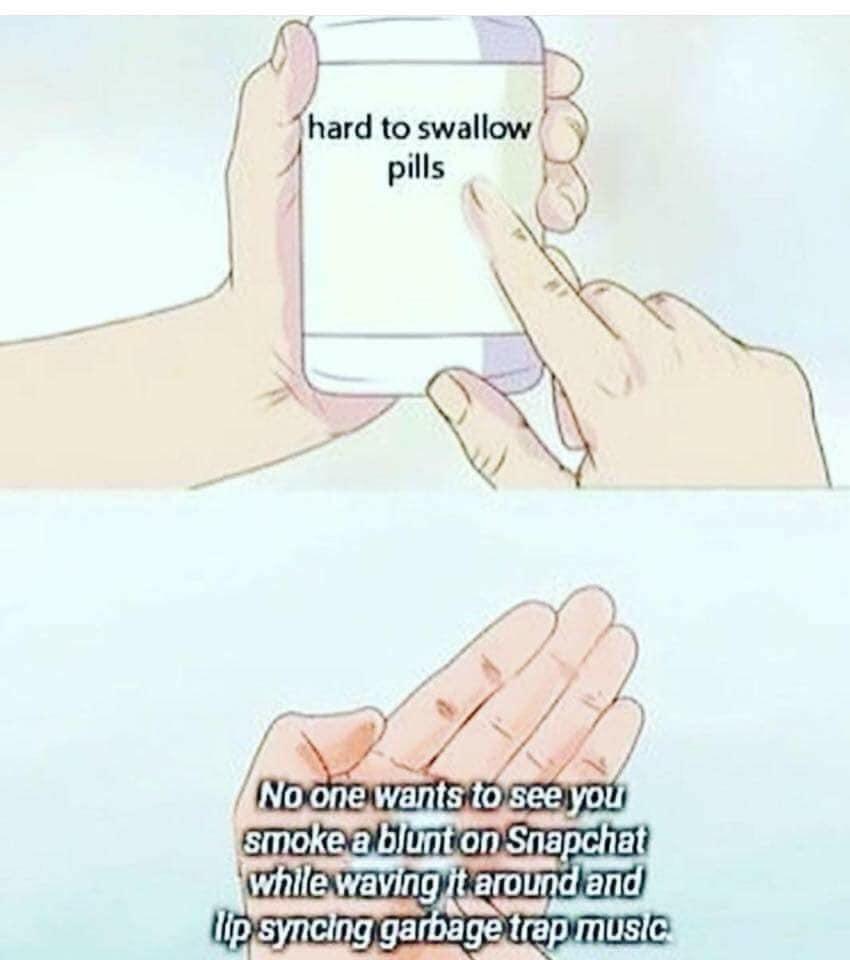 hard to swallow
pills
No one wants to see you
smoke a blunt on Snapchat
while waving it around and
lip syncing garbage trap music.